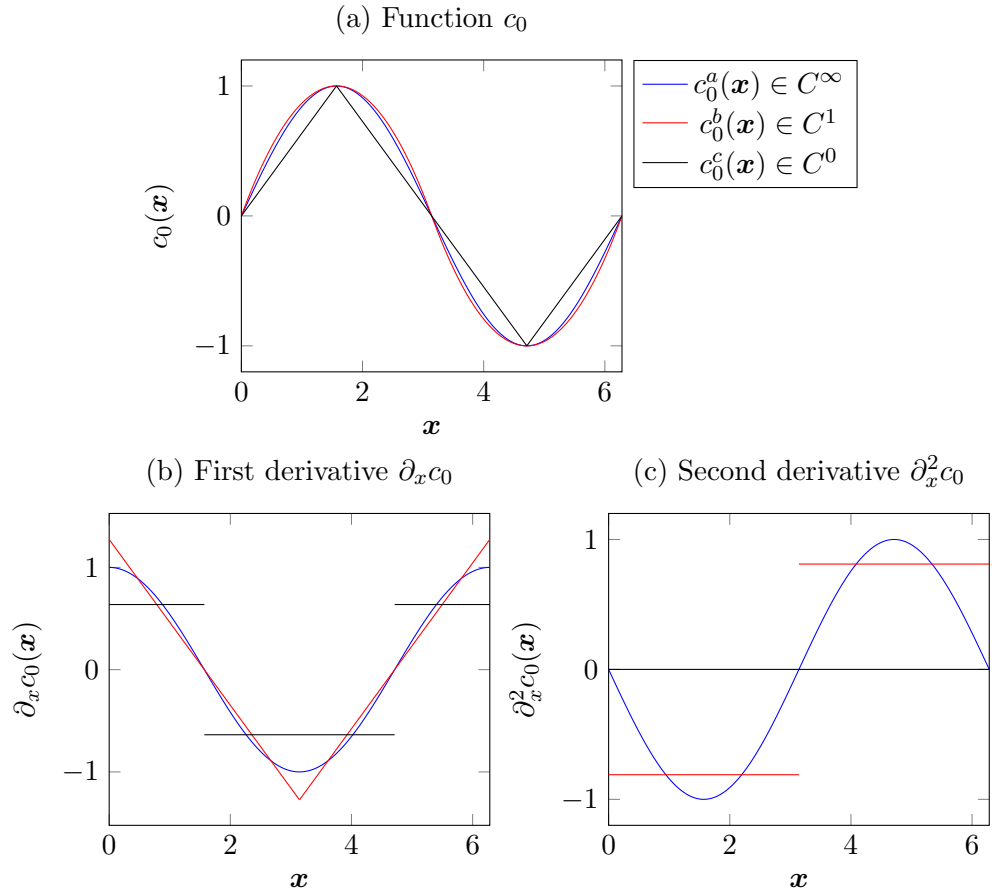 (a) Function c₀
1
0
−1
c₀(𝒙)
0 2 4 6
𝒙
c₀ᵃ(𝒙) ∈ C^∞
c₀ᵇ(𝒙) ∈ C¹
c₀ᶜ(𝒙) ∈ C⁰
(b) First derivative ∂ₓc₀
1
0
−1
∂ₓc₀(𝒙)
0 2 4 6
𝒙
(c) Second derivative ∂ₓ²c₀
1
0
−1
∂ₓ²c₀(𝒙)
0 2 4 6
𝒙